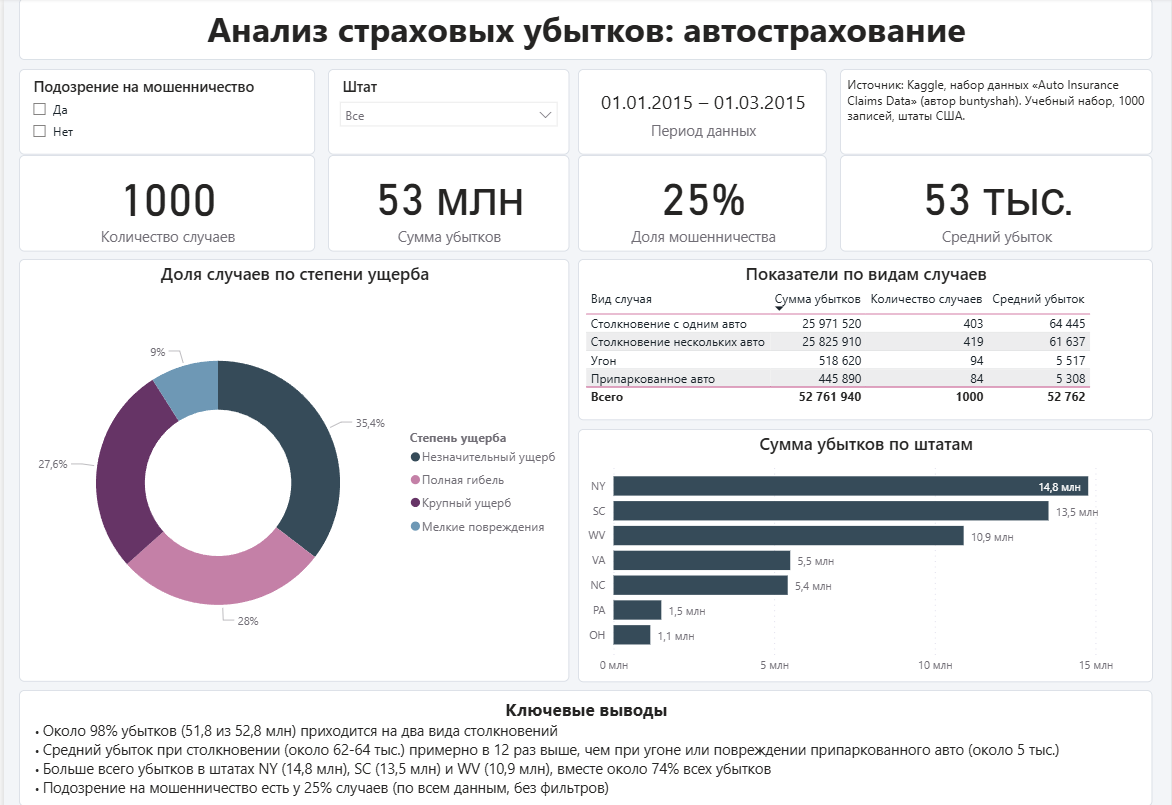 Анализ страховых убытков: автострахование
Подозрение на мошенничество
Да
Нет
Штат
Все
01.01.2015 – 01.03.2015
Период данных
Источник: Kaggle, набор данных «Auto Insurance
Claims Data» (автор buntyshah). Учебный набор, 1000
записей, штаты США.
1000
Количество случаев
53 млн
Сумма убытков
25%
Доля мошенничества
53 тыс.
Средний убыток
Доля случаев по степени ущерба
9%
35,4%
27,6%
28%
Степень ущерба
Незначительный ущерб
Полная гибель
Крупный ущерб
Мелкие повреждения
Показатели по видам случаев
Вид случая Сумма убытков Количество случаев Средний убыток
Столкновение с одним авто 25 971 520 403 64 445
Столкновение нескольких авто 25 825 910 419 61 637
Угон 518 620 94 5 517
Припаркованное авто 445 890 84 5 308
Всего 52 761 940 1000 52 762
Сумма убытков по штатам
NY 14,8 млн
SC 13,5 млн
WV 10,9 млн
VA 5,5 млн
NC 5,4 млн
PA 1,5 млн
OH 1,1 млн
0 млн 5 млн 10 млн 15 млн
Ключевые выводы
• Около 98% убытков (51,8 из 52,8 млн) приходится на два вида столкновений
• Средний убыток при столкновении (около 62-64 тыс.) примерно в 12 раз выше, чем при угоне или повреждении припаркованного авто (около 5 тыс.)
• Больше всего убытков в штатах NY (14,8 млн), SC (13,5 млн) и WV (10,9 млн), вместе около 74% всех убытков
• Подозрение на мошенничество есть у 25% случаев (по всем данным, без фильтров)